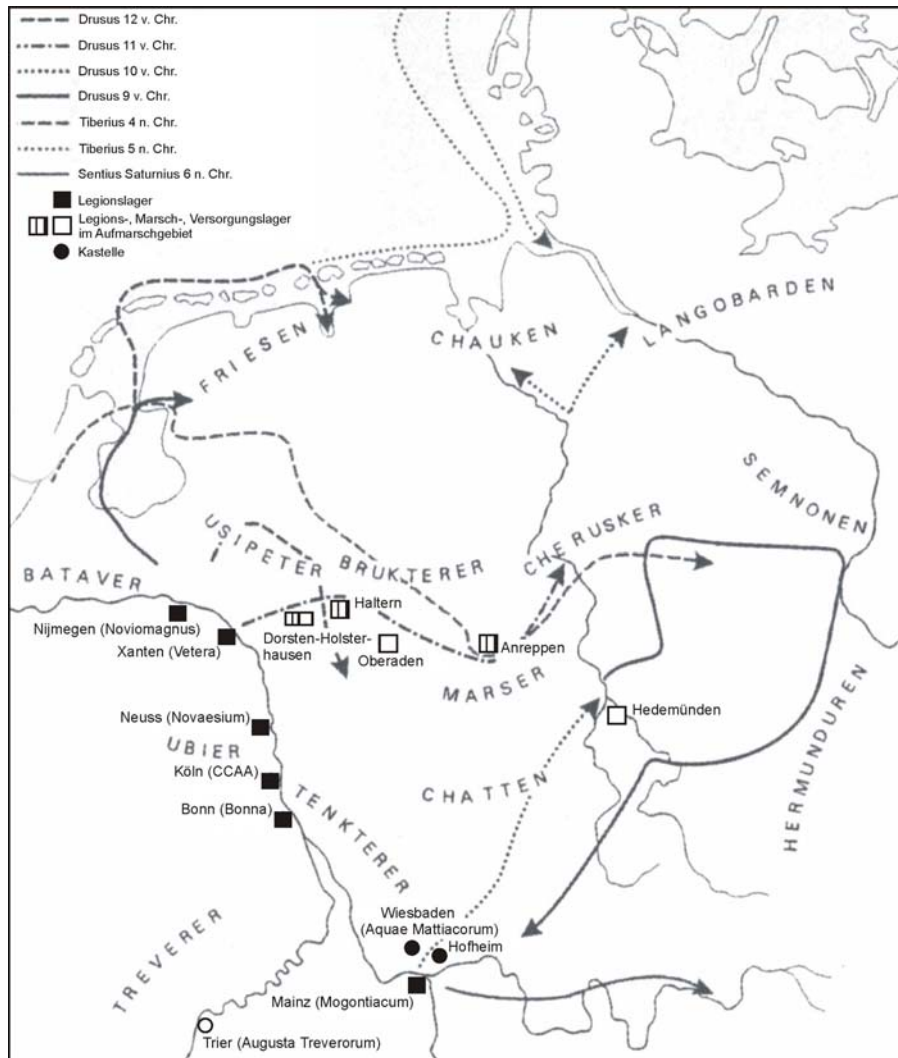 Drusus 12 v. Chr.
Drusus 11 v. Chr.
Drusus 10 v. Chr.
Drusus 9 v. Chr.
Tiberius 4 n. Chr.
Tiberius 5 n. Chr.
Sentius Saturnius 6 n. Chr.
Legionslager
Legions-, Marsch-, Versorgungslager
im Aufmarschgebiet
Kastelle
FRIESEN
CHAUKEN
LANGOBARDEN
SEMNONEN
USIPETER
BRUKTERER
CHERUSKER
BATAVER
Nijmegen (Noviomagnus)
Xanten (Vetera)
Haltern
Dorsten-Holster-
hausen
Oberaden
Anreppen
MARSER
Hedemünden
Neuss (Novaesium)
UBIER
Köln (CCAA)
Bonn (Bonna)
TENKTERER
CHATTEN
HERMUNDUREN
TREVERER
Wiesbaden
(Aquae Mattiacorum)
Hofheim
Mainz (Mogontiacum)
Trier (Augusta Treverorum)